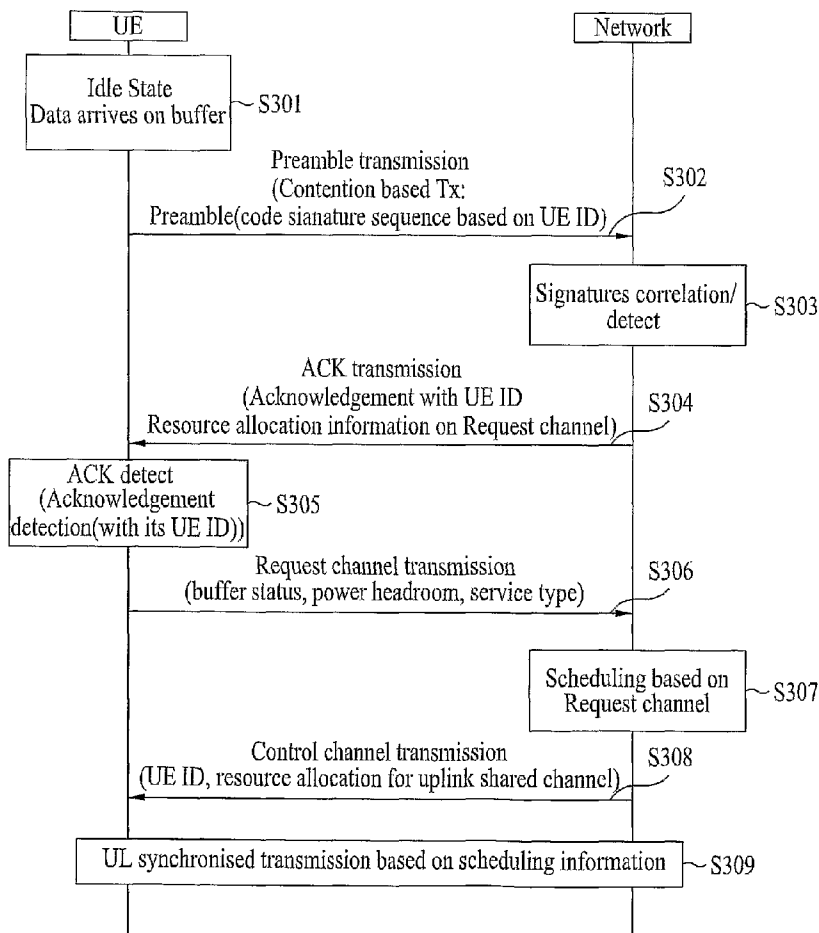 UE
Network
Idle State
Data arrives on buffer
S301
Preamble transmission
(Contention based Tx:
Preamble(code sianature sequence based on UE ID)
S302
Signatures correlation/
detect
S303
ACK transmission
(Acknowledgement with UE ID
Resource allocation information on Request channel)
S304
ACK detect
(Acknowledgement
detection(with its UE ID))
S305
Request channel transmission
(buffer status, power headroom, service type)
S306
Scheduling based on
Request channel
S307
Control channel transmission
(UE ID, resource allocation for uplink shared channel)
S308
UL synchronised transmission based on scheduling information
S309